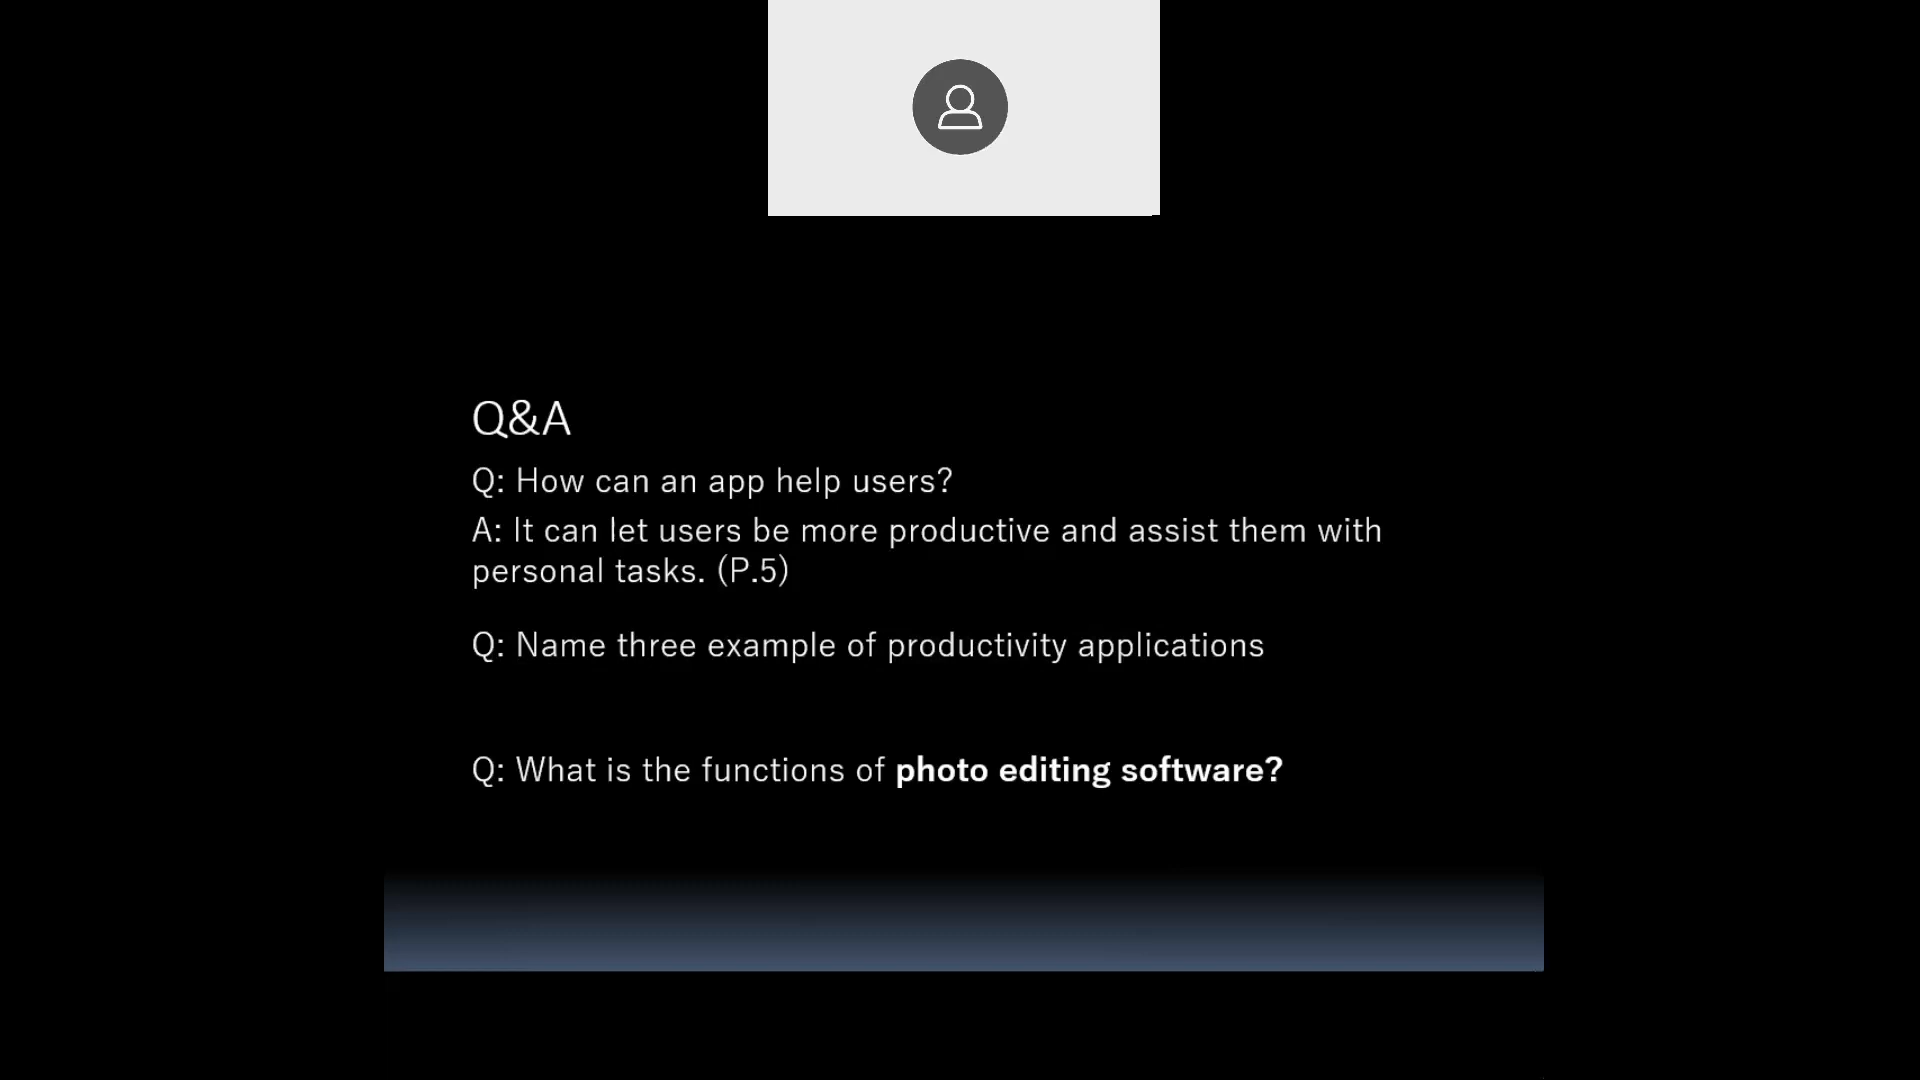 Q&A
Q: How can an app help users?
A: It can let users be more productive and assist them with
personal tasks. (P.5)
Q: Name three example of productivity applications
Q: What is the functions of photo editing software?